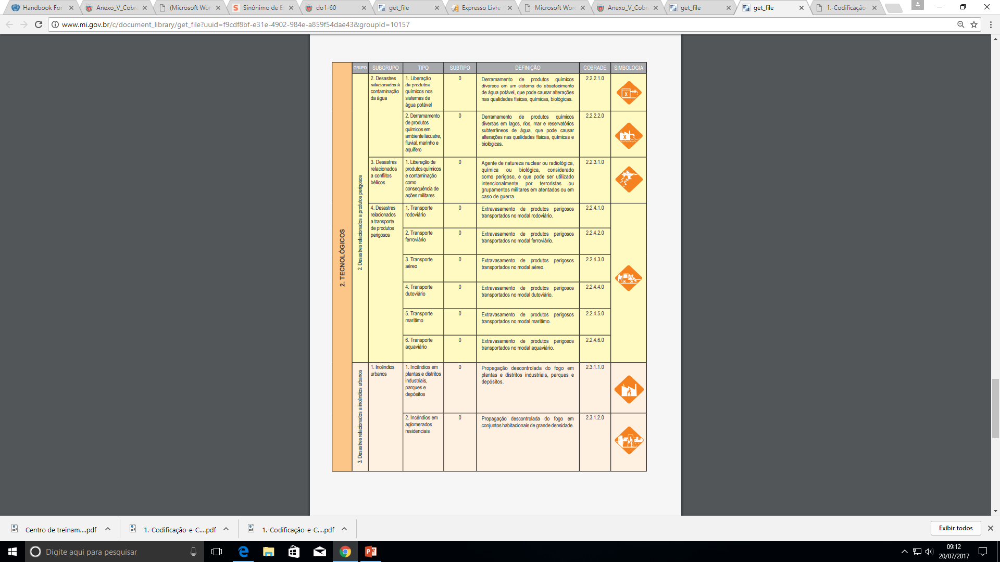 Handbook For
Anexo_V_Cobr
(Microsoft Wor
Sinônimo de E
do1-60
get_file
Expresso Livre
Microsoft Wor
Anexo_V_Cobr
get_file
get_file
1.-Codificação-
www.mi.gov.br/c/document_library/get_file?uuid=f9cdf8bf-e31e-4902-984e-a859f54dae43&groupId=10157
GRUPO SUBGRUPO TIPO SUBTIPO DEFINIÇÃO COBRADE SIMBOLOGIA
2. TECNOLÓGICOS
2. Desastres relacionados a produtos perigosos
2. Desastres
relacionados à
contaminação
da água
1. Liberação
de produtos
químicos nos
sistemas de
água potável
0
Derramamento de produtos químicos
diversos em um sistema de abastecimento
de água potável, que pode causar alterações
nas qualidades físicas, químicas, biológicas.
2.2.2.1.0
2. Derramamento
de produtos
químicos em
ambiente lacustre,
fluvial, marinho e
aquífero
0
Derramamento de produtos químicos
diversos em lagos, rios, mar e reservatórios
subterrâneos de água, que pode causar
alterações nas qualidades físicas, químicas e
biológicas.
2.2.2.2.0
3. Desastres
relacionados
a conflitos
bélicos
1. Liberação de
produtos químicos
e contaminação
como
consequência de
ações militares
0
Agente de natureza nuclear ou radiológica,
química ou biológica, considerado
como perigoso, e que pode ser utilizado
intencionalmente por terroristas ou
grupamentos militares em atentados ou em
caso de guerra.
2.2.3.1.0
4. Desastres
relacionados
a transporte
de produtos
perigosos
1. Transporte
rodoviário
0
Extravasamento de produtos perigosos
transportados no modal rodoviário.
2.2.4.1.0
2. Transporte
ferroviário
0
Extravasamento de produtos perigosos
transportados no modal ferroviário.
2.2.4.2.0
3. Transporte
aéreo
0
Extravasamento de produtos perigosos
transportados no modal aéreo.
2.2.4.3.0
4. Transporte
dutoviário
0
Extravasamento de produtos perigosos
transportados no modal dutoviário.
2.2.4.4.0
5. Transporte
marítimo
0
Extravasamento de produtos perigosos
transportados no modal marítimo.
2.2.4.5.0
6. Transporte
aquaviário
0
Extravasamento de produtos perigosos
transportados no modal aquaviário.
2.2.4.6.0
3. Desastres relacionados a incêndios urbanos
1. Incêndios
urbanos
1. Incêndios em
plantas e distritos
industriais,
parques e
depósitos
0
Propagação descontrolada do fogo em
plantas e distritos industriais, parques e
depósitos.
2.3.1.1.0
2. Incêndios em
aglomerados
residenciais
0
Propagação descontrolada do fogo em
conjuntos habitacionais de grande densidade.
2.3.1.2.0
Centro de treinam....pdf
1.-Codificação-e-C....pdf
1.-Codificação-e-C....pdf
Exibir todos
Digite aqui para pesquisar
09:12
20/07/2017